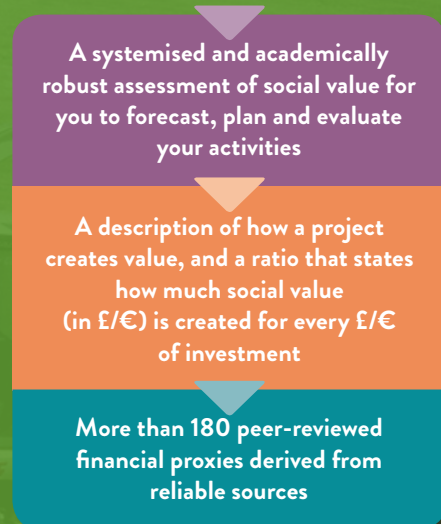 A systemised and academically
robust assessment of social value for
you to forecast, plan and evaluate
your activities
A description of how a project
creates value, and a ratio that states
how much social value
(in £/€) is created for every £/€
of investment
More than 180 peer-reviewed
financial proxies derived from
reliable sources